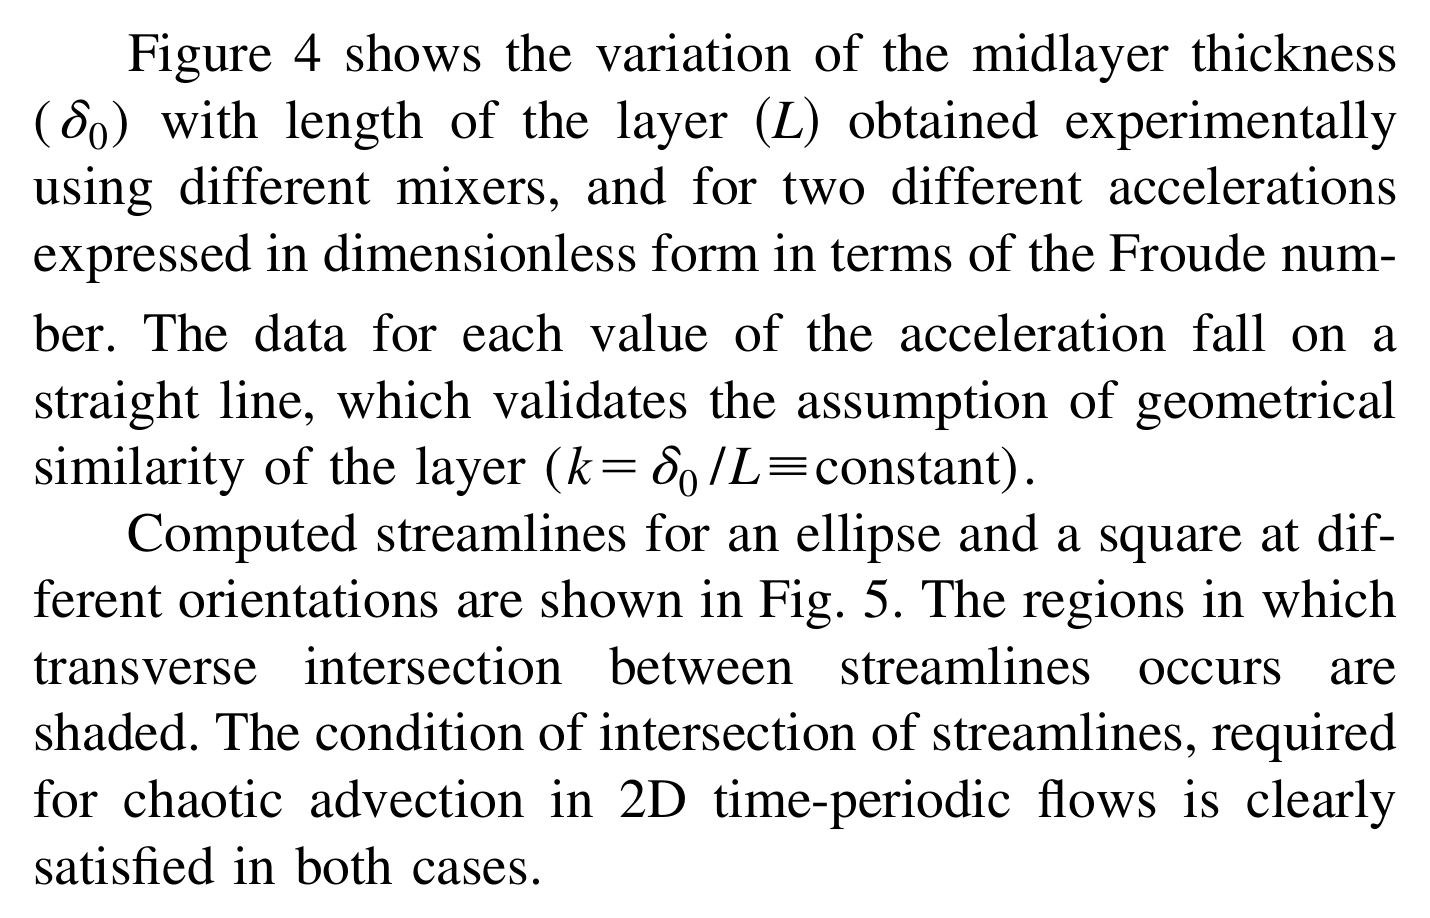 Figure 4 shows the variation of the midlayer thickness
(δ₀) with length of the layer (L) obtained experimentally
using different mixers, and for two different accelerations
expressed in dimensionless form in terms of the Froude num-
ber. The data for each value of the acceleration fall on a
straight line, which validates the assumption of geometrical
similarity of the layer (k=δ₀/L≡constant).
Computed streamlines for an ellipse and a square at dif-
ferent orientations are shown in Fig. 5. The regions in which
transverse intersection between streamlines occurs are
shaded. The condition of intersection of streamlines, required
for chaotic advection in 2D time-periodic flows is clearly
satisfied in both cases.